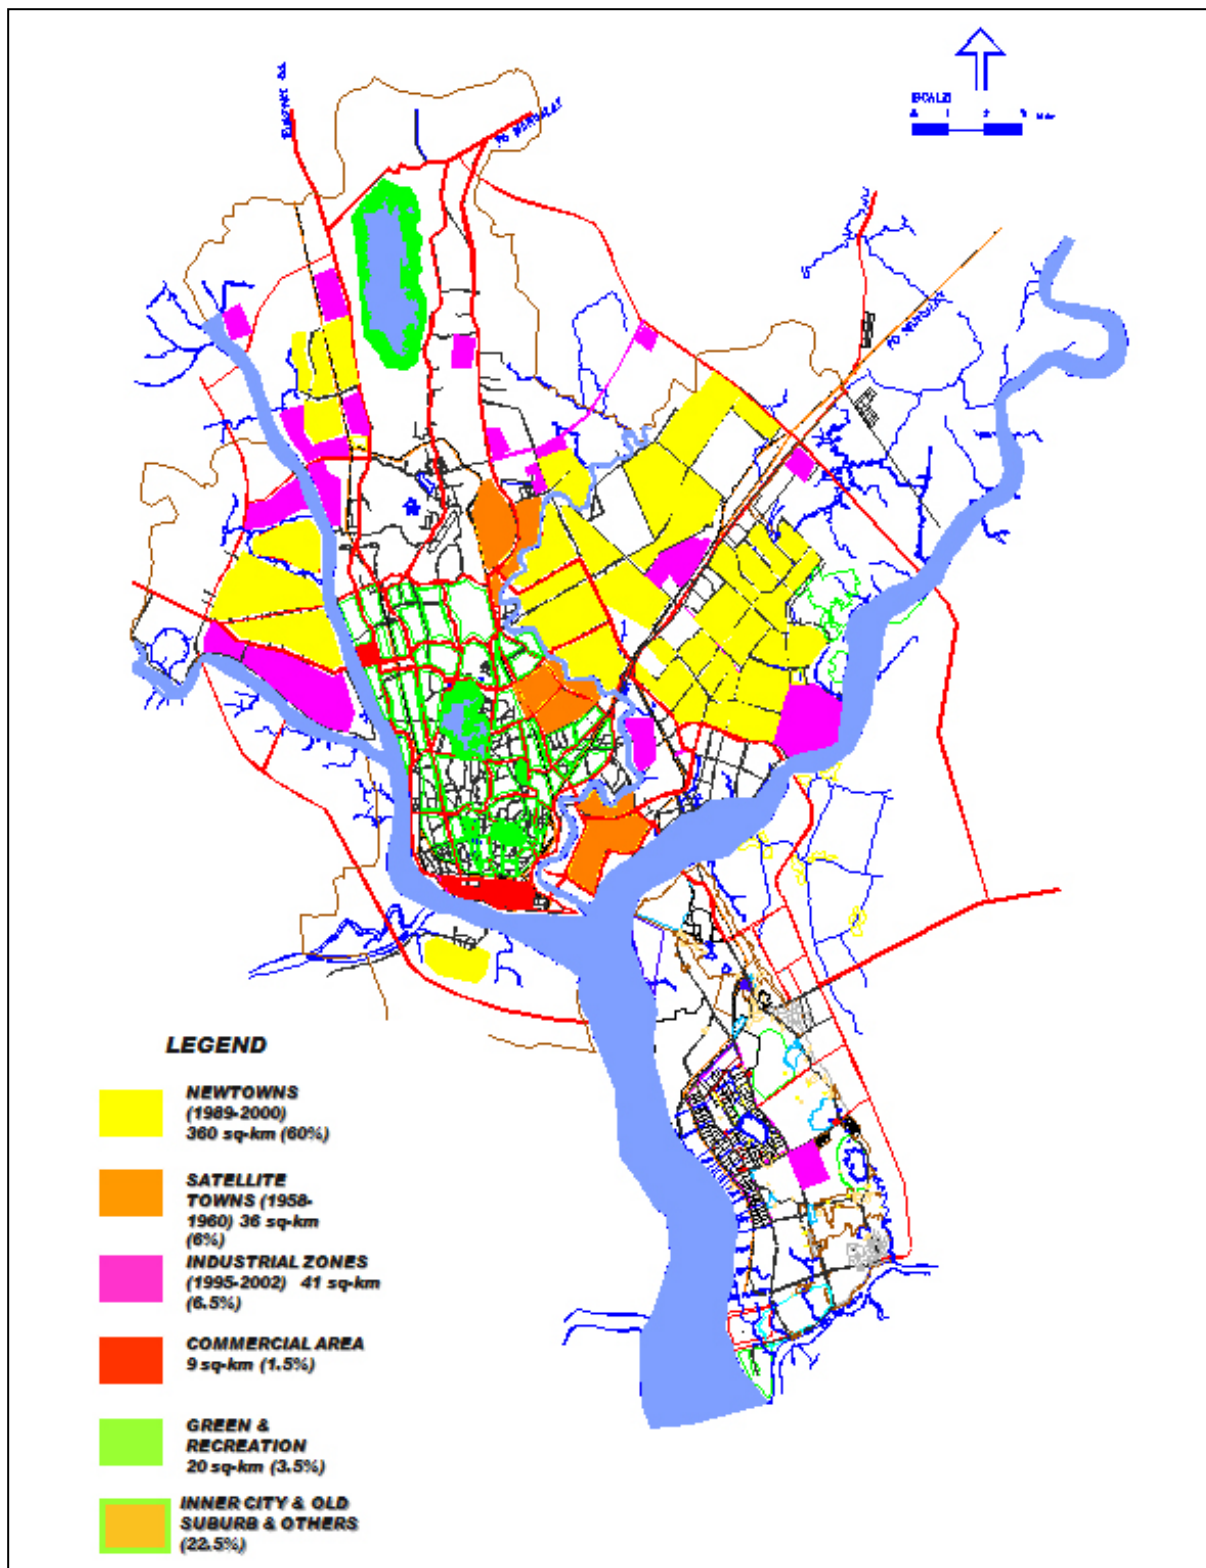 SCALE
LEGEND
NEWTOWNS
(1989-2000)
360 sq-km (60%)
SATELLITE
TOWNS (1958-
1960) 36 sq-km
(6%)
INDUSTRIAL ZONES
(1995-2002) 41 sq-km
(6.5%)
COMMERCIAL AREA
9 sq-km (1.5%)
GREEN &
RECREATION
20 sq-km (3.5%)
INNER CITY & OLD
SUBURB & OTHERS
(22.5%)